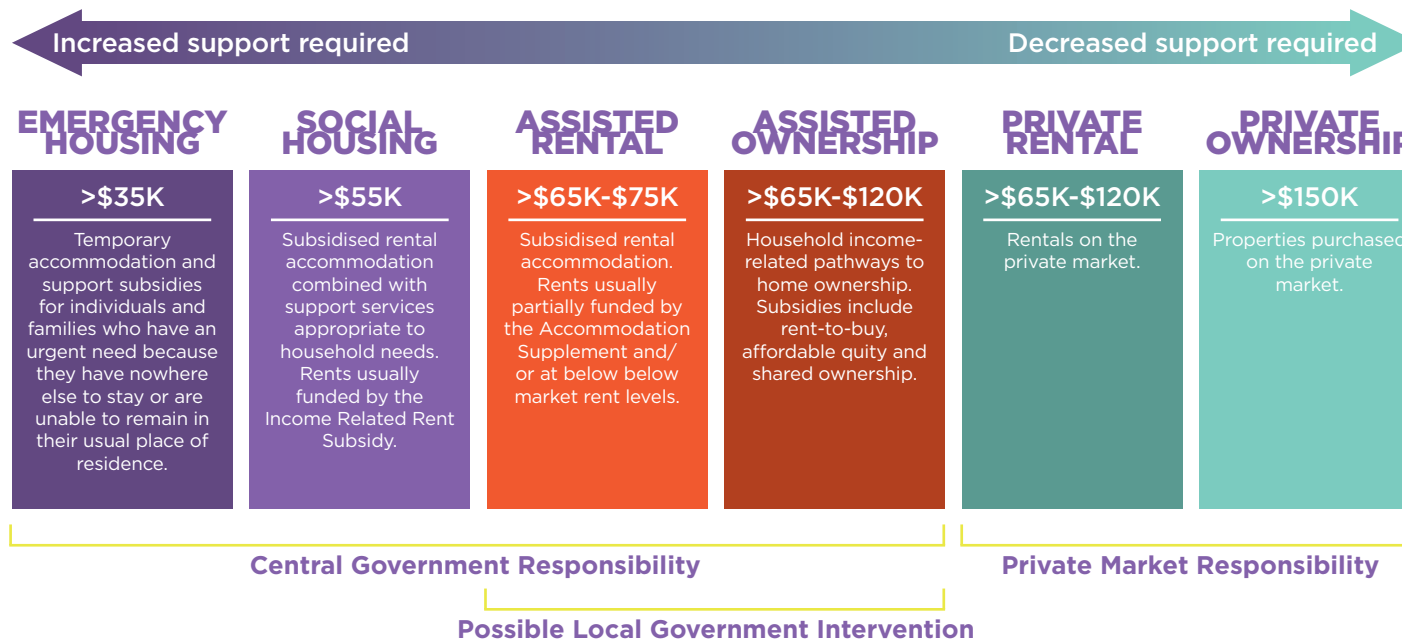 Increased support required
Decreased support required
EMERGENCY
HOUSING
SOCIAL
HOUSING
ASSISTED
RENTAL
ASSISTED
OWNERSHIP
PRIVATE
RENTAL
PRIVATE
OWNERSHIP
>$35K
Temporary
accommodation and
support subsidies
for individuals and
families who have an
urgent need because
they have nowhere
else to stay or are
unable to remain in
their usual place of
residence.
>$55K
Subsidised rental
accommodation
combined with
support services
appropriate to
household needs.
Rents usually
funded by the
Income Related Rent
Subsidy.
>$65K-$75K
Subsidised rental
accommodation.
Rents usually
partially funded by
the Accommodation
Supplement and/
or at below below
market rent levels.
>$65K-$120K
Household income-
related pathways to
home ownership.
Subsidies include
rent-to-buy,
affordable quity and
shared ownership.
>$65K-$120K
Rentals on the
private market.
>$150K
Properties purchased
on the private
market.
Central Government Responsibility
Private Market Responsibility
Possible Local Government Intervention